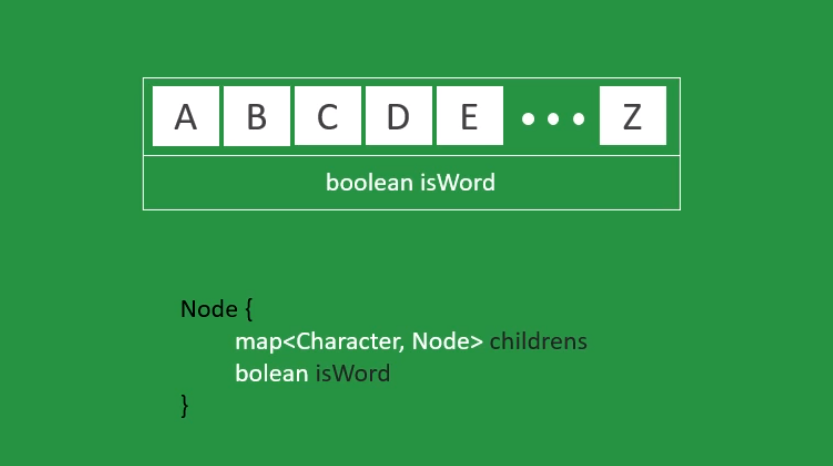 A B C D E ••• Z
boolean isWord
Node {
map<Character, Node> childrens
bolean isWord
}